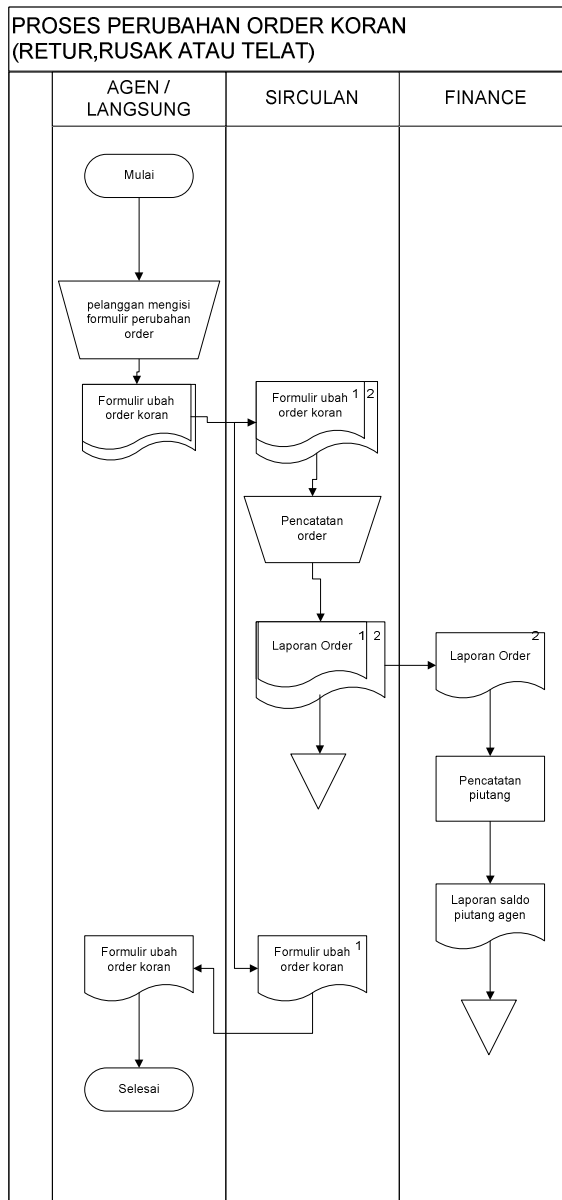 PROSES PERUBAHAN ORDER KORAN
(RETUR,RUSAK ATAU TELAT)
AGEN /
LANGSUNG
SIRCULAN
FINANCE
Mulai
pelanggan mengisi
formulir perubahan
order
Formulir ubah
order koran
Formulir ubah
order koran
1
2
Pencatatan
order
Laporan Order
1
2
Laporan Order
2
Pencatatan
piutang
Laporan saldo
piutang agen
Formulir ubah
order koran
Formulir ubah
order koran
1
Selesai